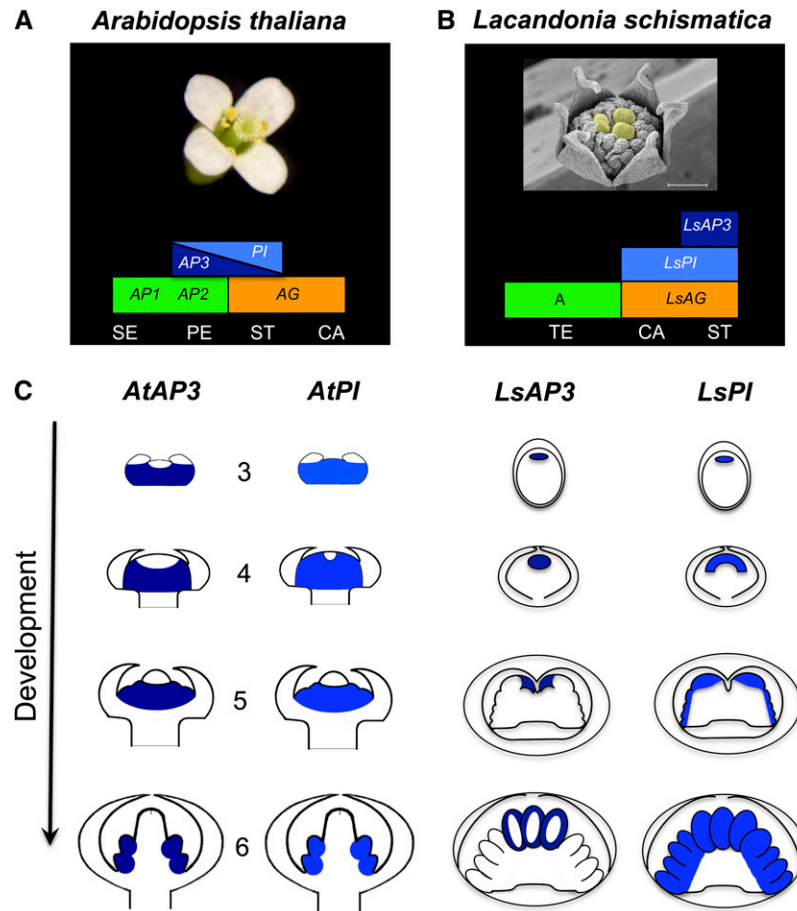 A Arabidopsis thaliana
AP3 PI
AP1 AP2 AG
SE PE ST CA
B Lacandonia schismatica
LsAP3
LsPI
A LsAG
TE CA ST
C AtAP3 AtPI LsAP3 LsPI
Development
3
4
5
6